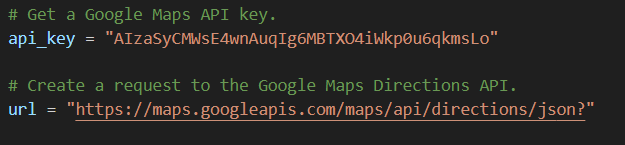 # Get a Google Maps API key.
api_key = "AIzaSyCMWsE4wnAuqIg6MBTXO4iWkp0u6qkmsLo"
# Create a request to the Google Maps Directions API.
url = "https://maps.googleapis.com/maps/api/directions/json?"